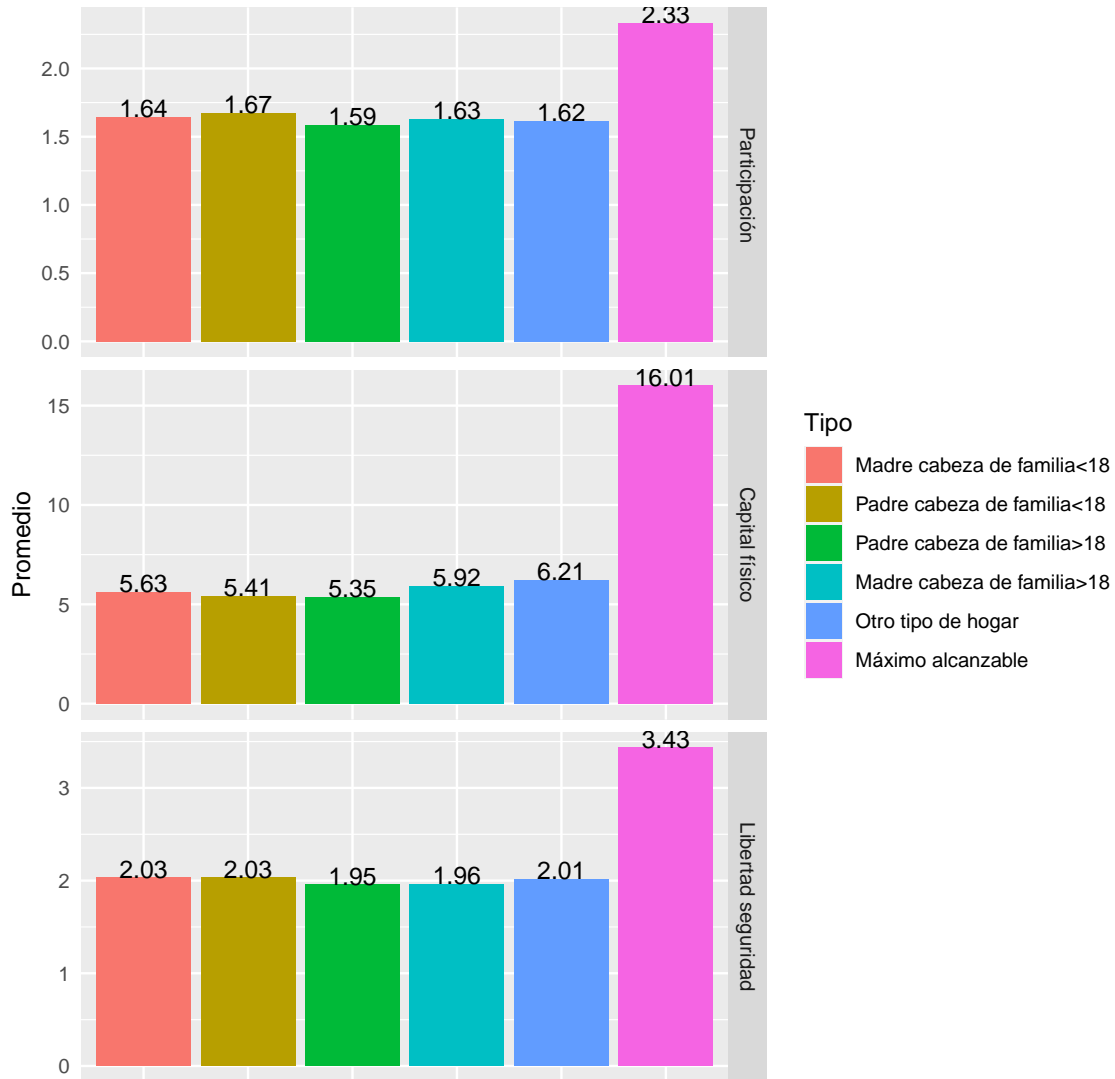 2.33
2.0
1.5
1.0
0.5
0.0
1.64
1.67
1.59
1.63
1.62
Participación
16.01
15
10
5
0
5.63
5.41
5.35
5.92
6.21
Capital físico
Promedio
3.43
3
2
1
0
2.03
2.03
1.95
1.96
2.01
Libertad seguridad
Tipo
Madre cabeza de familia<18
Padre cabeza de familia<18
Padre cabeza de familia>18
Madre cabeza de familia>18
Otro tipo de hogar
Máximo alcanzable